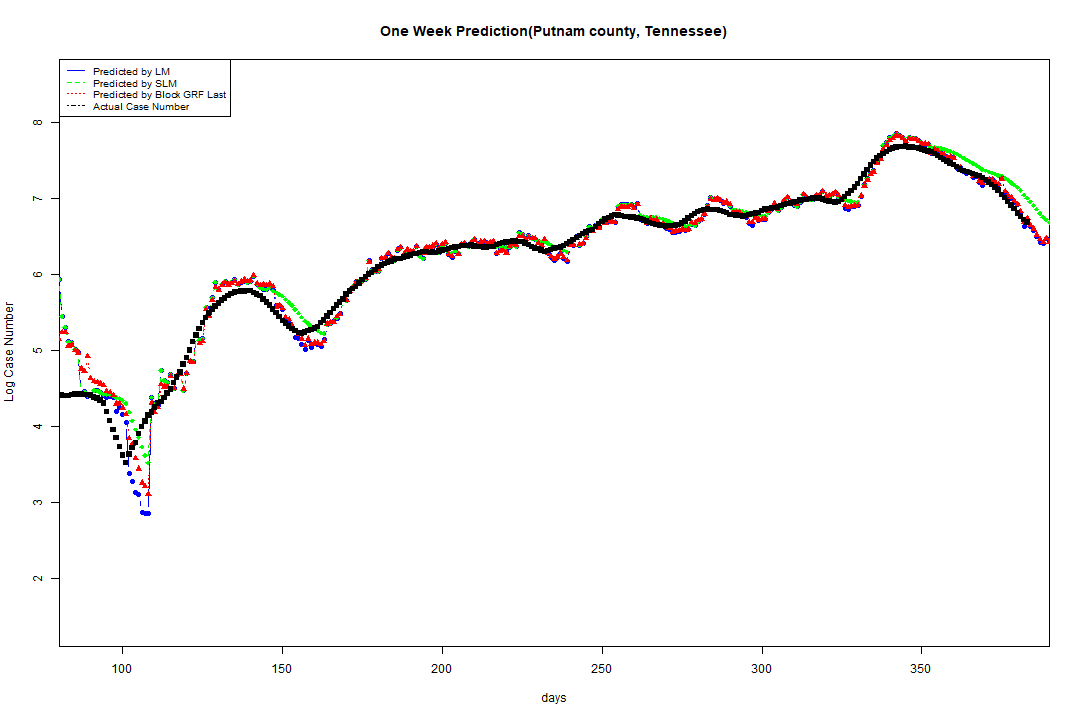 One Week Prediction(Putnam county, Tennessee)
Predicted by LM
Predicted by SLM
Predicted by Block GRF Last
Actual Case Number
8
7
6
5
4
3
2
Log Case Number
100 150 200 250 300 350
days